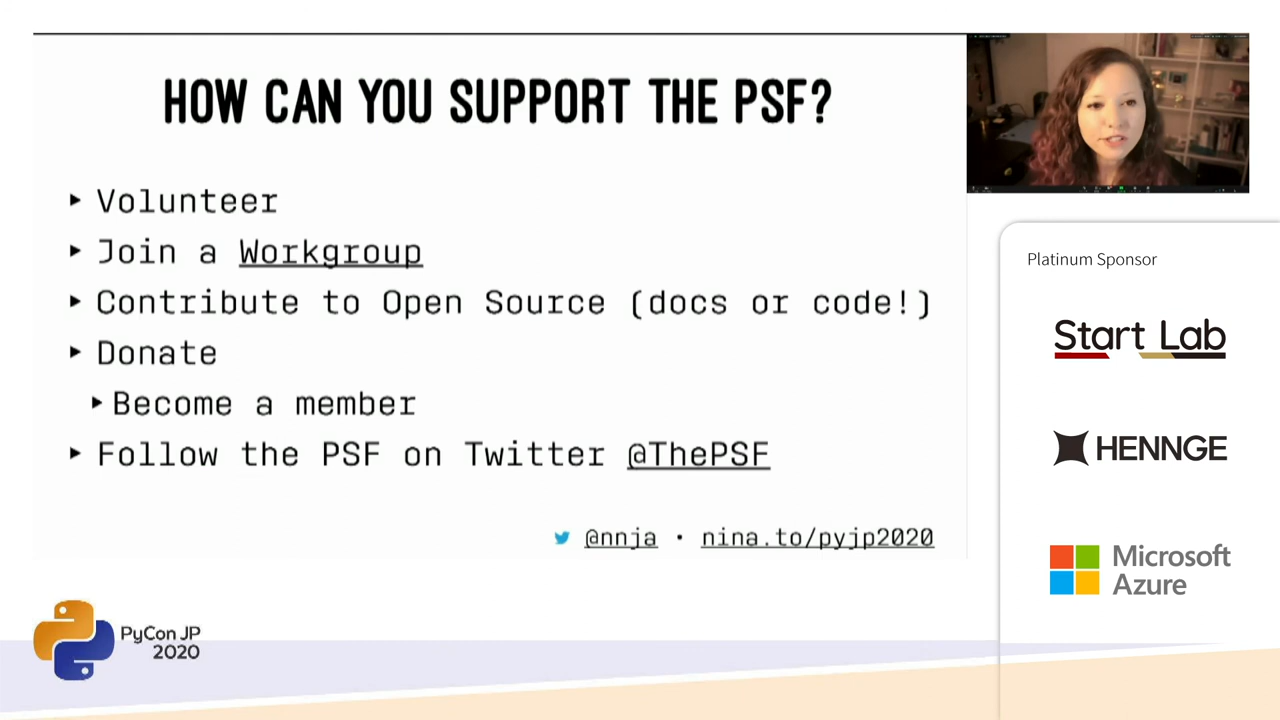 HOW CAN YOU SUPPORT THE PSF?
▸ Volunteer
▸ Join a Workgroup
▸ Contribute to Open Source (docs or code!)
▸ Donate
▸ Become a member
▸ Follow the PSF on Twitter @ThePSF
@nnja • nina.to/pyjp2020
Platinum Sponsor
Start Lab
HENNGE
Microsoft
Azure
PyCon JP
2020